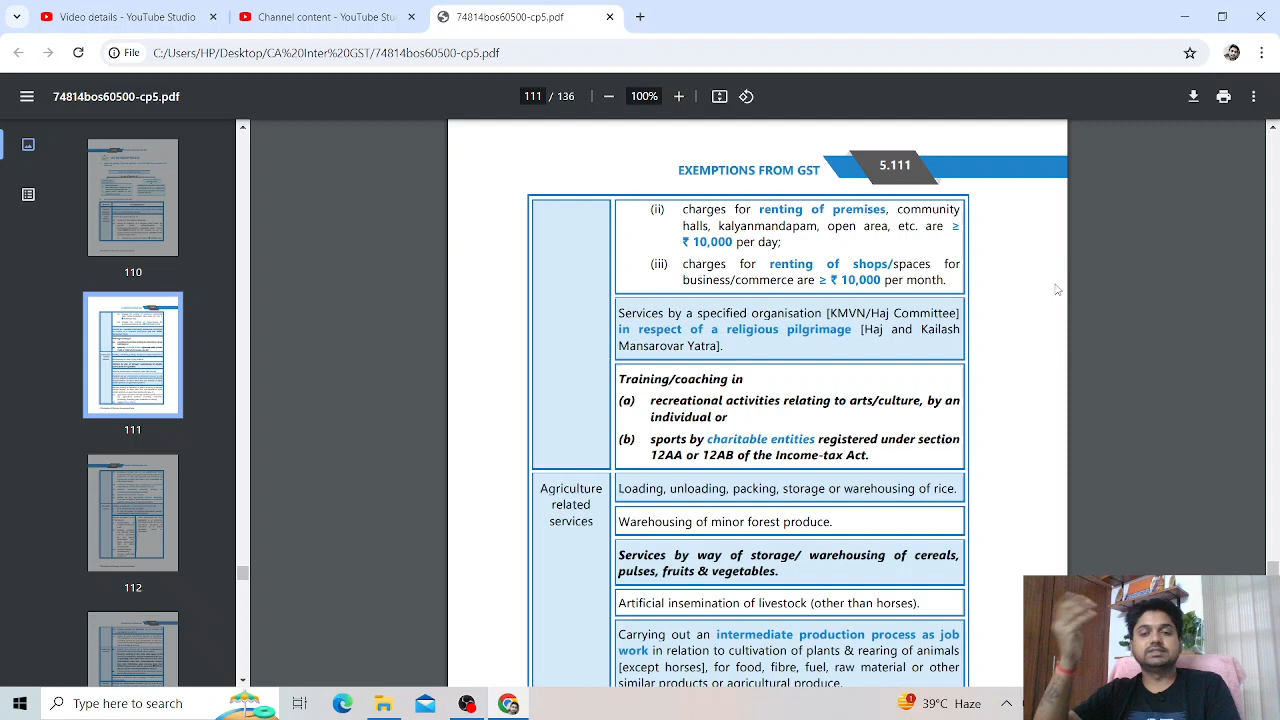 Video details - YouTube Studio
Channel content - YouTube Stu
74814bos60500-cp5.pdf
File
C:/Users/HP/Desktop/CA%20Inter%20GST/74814bos60500-cp5.pdf
74814bos60500-cp5.pdf
111 / 136
100%
110
111
112
EXEMPTIONS FROM GST
5.111
(ii) charges for renting of premises, community
halls, kalyanmandapam, open area, etc. are ≥
₹ 10,000 per day;
(iii) charges for renting of shops/spaces for
business/commerce are ≥ ₹ 10,000 per month.
Services by a specified organisation [KMVN/Haj Committee]
in respect of a religious pilgrimage [Haj and Kailash
Mansarovar Yatra].
Training/coaching in
(a) recreational activities relating to arts/culture, by an
individual or
(b) sports by charitable entities registered under section
12AA or 12AB of the Income-tax Act.
Agriculture
related
services
Loading, unloading, packing, storage or warehousing of rice.
Warehousing of minor forest produce
Services by way of storage/ warehousing of cereals,
pulses, fruits & vegetables.
Artificial insemination of livestock (other than horses).
Carrying out an intermediate production process as job
work in relation to cultivation of plants & rearing of animals
[except horses], for food, fibre, fuel, raw material or other
similar products or agricultural produce
Type here to search
39°C Haze